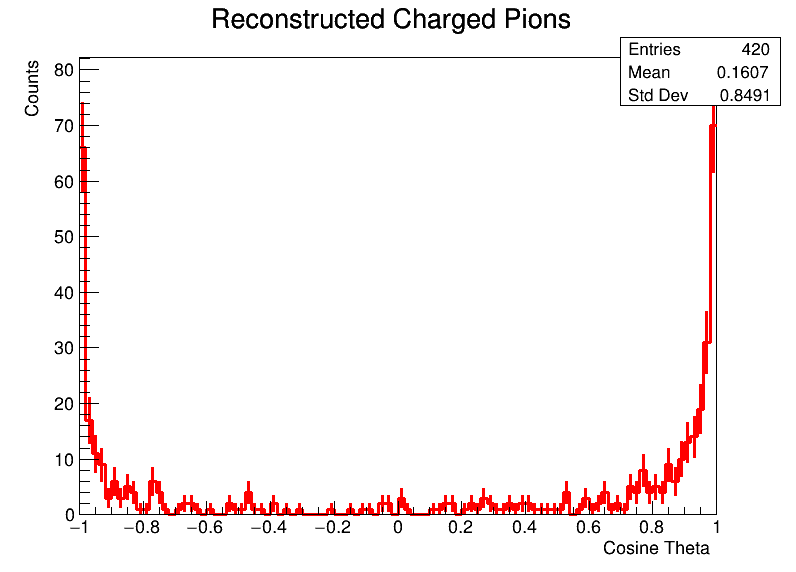 Reconstructed Charged Pions
Entries 420
Mean 0.1607
Std Dev 0.8491
Counts
80
70
60
50
40
30
20
10
0
−1 −0.8 −0.6 −0.4 −0.2 0 0.2 0.4 0.6 0.8 1
Cosine Theta